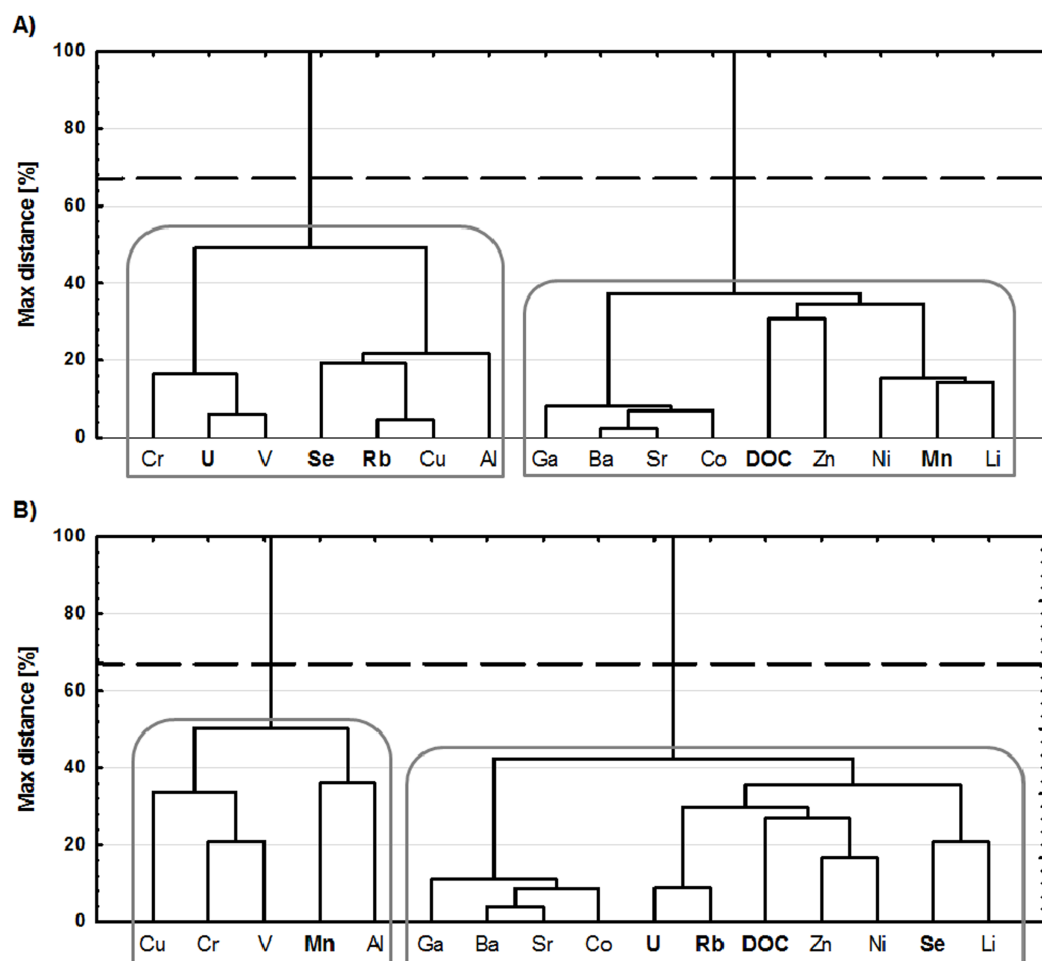 A)
Max distance [%]
100
80
60
40
20
0
Cr U V Se Rb Cu Al Ga Ba Sr Co DOC Zn Ni Mn Li
B)
Max distance [%]
100
80
60
40
20
0
Cu Cr V Mn Al Ga Ba Sr Co U Rb DOC Zn Ni Se Li